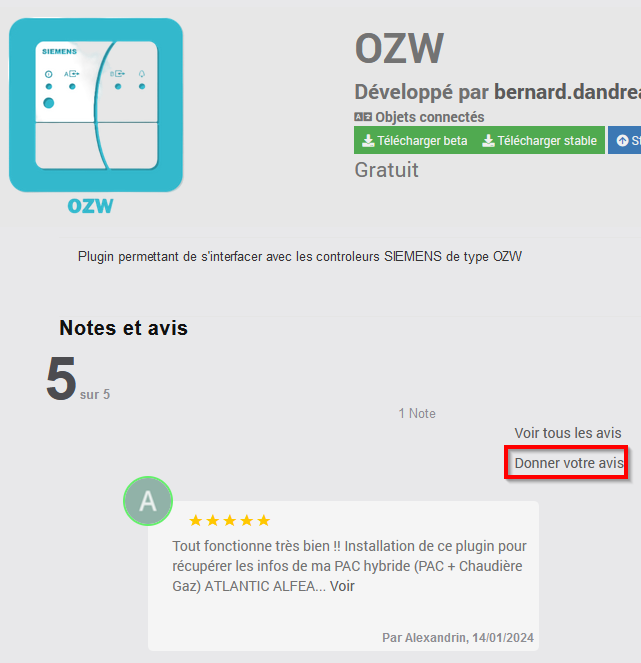 SIEMENS
OZW
OZW
Développé par bernard.dandrea
Objets connectés
Télécharger beta Télécharger stable
Gratuit
Plugin permettant de s'interfacer avec les controleurs SIEMENS de type OZW
Notes et avis
5 sur 5
1 Note
Voir tous les avis
Donner votre avis
A
Tout fonctionne très bien !! Installation de ce plugin pour
récupérer les infos de ma PAC hybride (PAC + Chaudière
Gaz) ATLANTIC ALFEA... Voir
Par Alexandrin, 14/01/2024